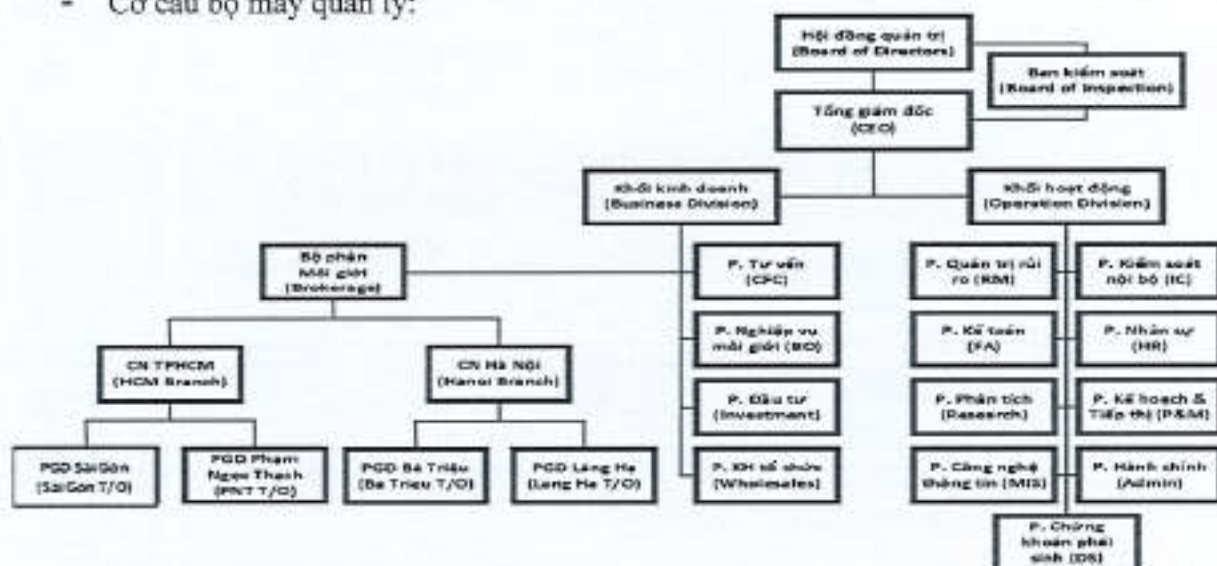 - Cơ cấu bộ máy quản lý:
Hội đồng quản trị
(Board of Directors)
Ban kiểm soát
(Board of Inspection)
Tổng giám đốc
(CEO)
Khối kinh doanh
(Business Division)
Khối hoạt động
(Operation Division)
Bộ phận
Môi giới
(Brokerage)
P. Tư vấn
(CFC)
P. Quản trị rủi
ro (RM)
P. Kiểm soát
nội bộ (IC)
P. Nghiệp vụ
môi giới (BO)
P. Kế toán
(FA)
P. Nhân sự
(HR)
CN TPHCM
(HCM Branch)
CN Hà Nội
(Hanoi Branch)
P. Đầu tư
(Investment)
P. Phân tích
(Research)
P. Kế hoạch &
Tiếp thị (P&M)
PGD SàiGòn
(SaiGon T/O)
PGD Phạm
Ngọc Thạch
(PNT T/O)
PGD Bà Triệu
(Ba Trieu T/O)
PGD Láng Hạ
(Lang Ha T/O)
P. KH tổ chức
(Wholesales)
P. Công nghệ
thông tin (MIS)
P. Hành chính
(Admin)
P. Chứng
khoán phái
sinh (DS)